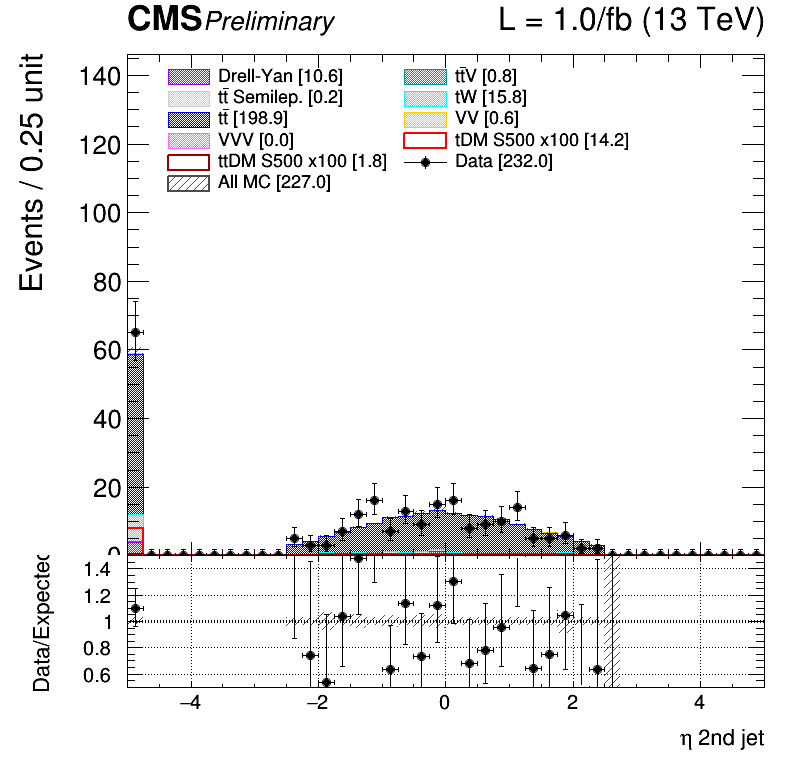 CMS Preliminary L = 1.0/fb (13 TeV)
Events / 0.25 unit
140
120
100
80
60
40
20
0
Drell-Yan [10.6]
tt̄ Semilep. [0.2]
tt̄ [198.9]
VVV [0.0]
ttDM S500 x100 [1.8]
All MC [227.0]
tt̄V [0.8]
tW [15.8]
VV [0.6]
tDM S500 x100 [14.2]
Data [232.0]
Data/Expected
1.4
1.2
1
0.8
0.6
−4 −2 0 2 4
η 2nd jet